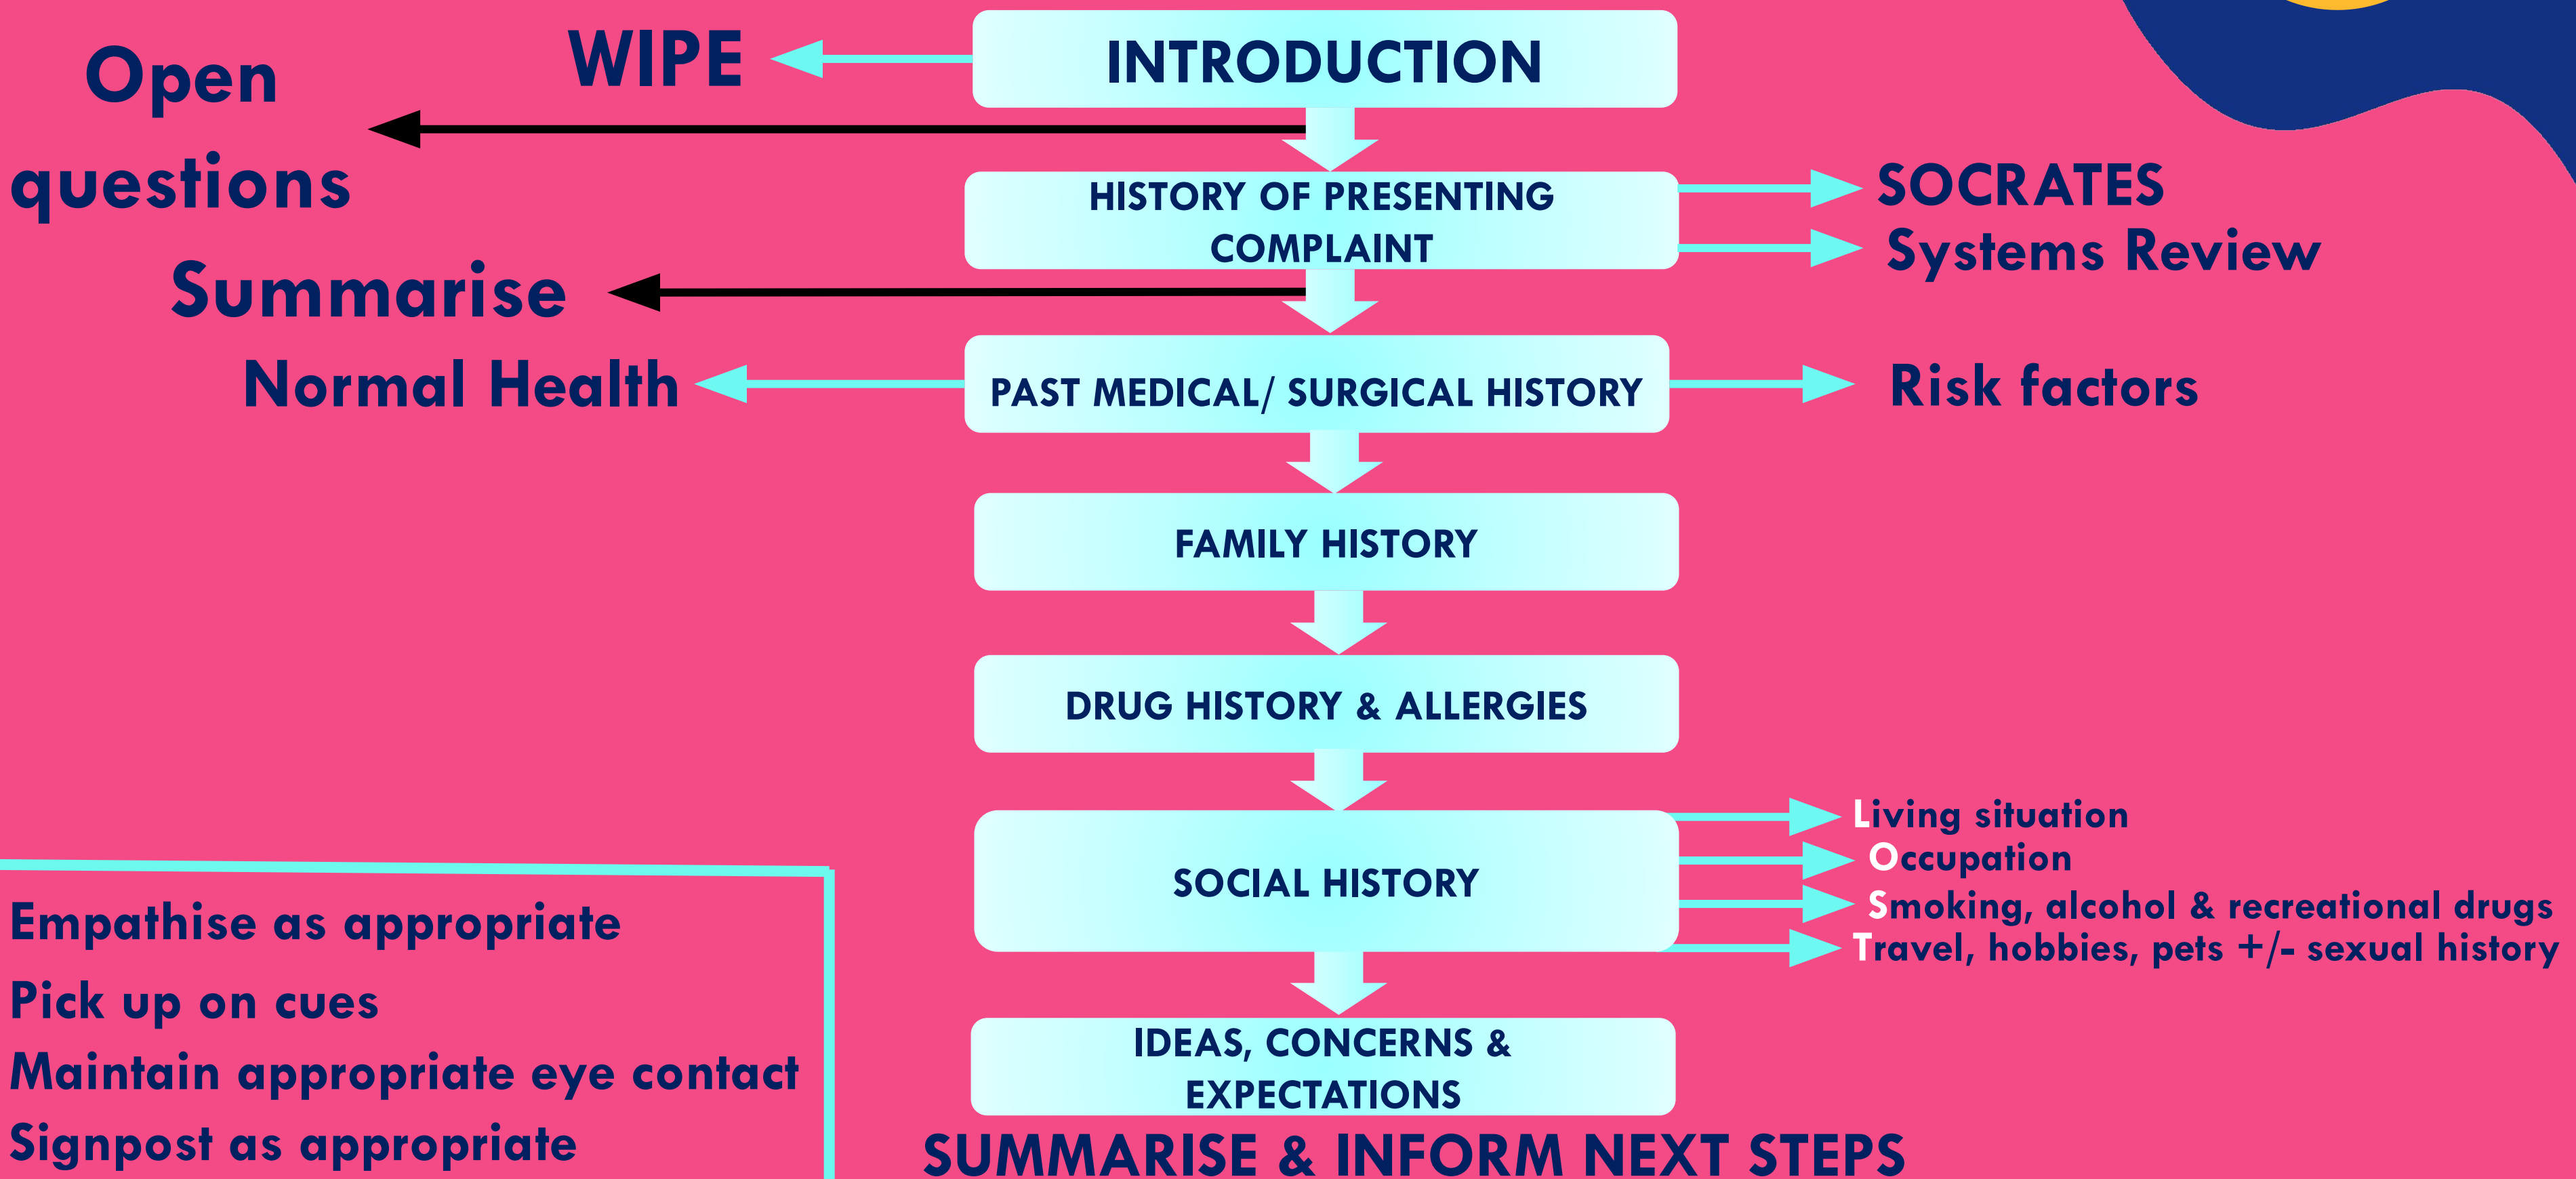 WIPE
INTRODUCTION
Open
questions
HISTORY OF PRESENTING
COMPLAINT
SOCRATES
Systems Review
Summarise
Normal Health
PAST MEDICAL/ SURGICAL HISTORY
Risk factors
FAMILY HISTORY
DRUG HISTORY & ALLERGIES
SOCIAL HISTORY
Living situation
Occupation
Smoking, alcohol & recreational drugs
Travel, hobbies, pets +/- sexual history
Empathise as appropriate
Pick up on cues
Maintain appropriate eye contact
Signpost as appropriate
IDEAS, CONCERNS &
EXPECTATIONS
SUMMARISE & INFORM NEXT STEPS